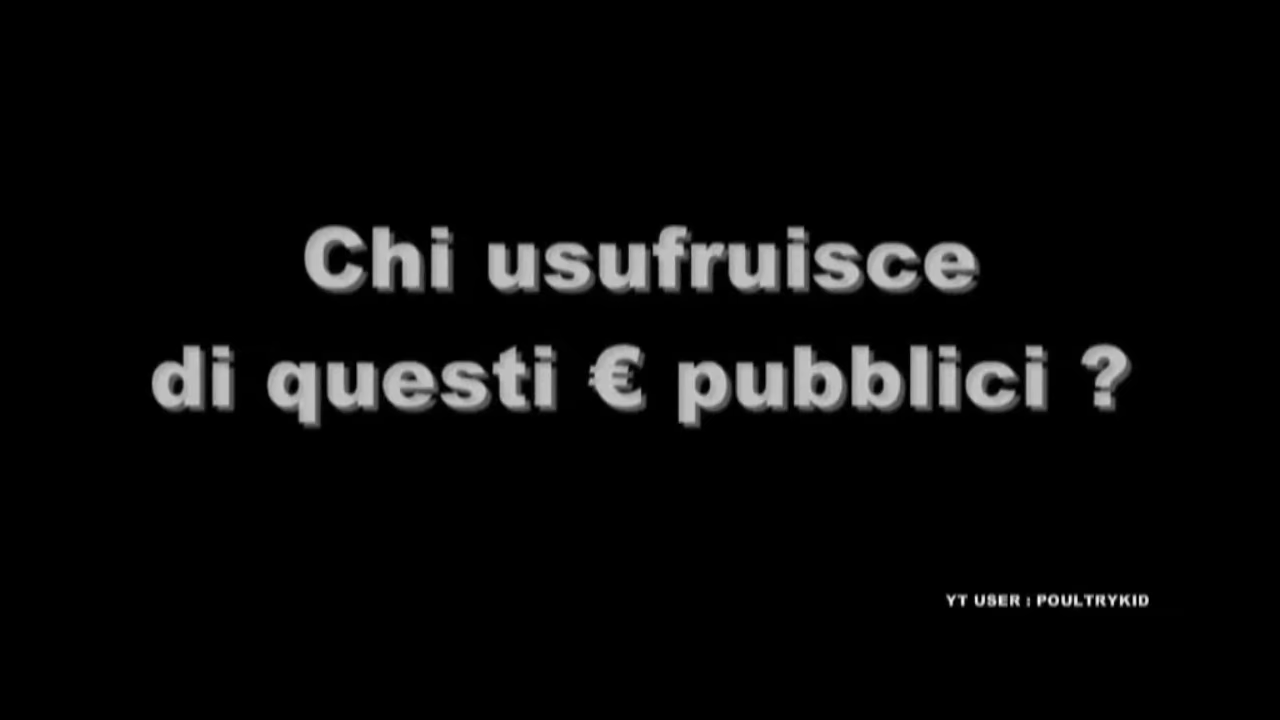 Chi usufruisce
di questi € pubblici ?
YT USER : POULTRYKID